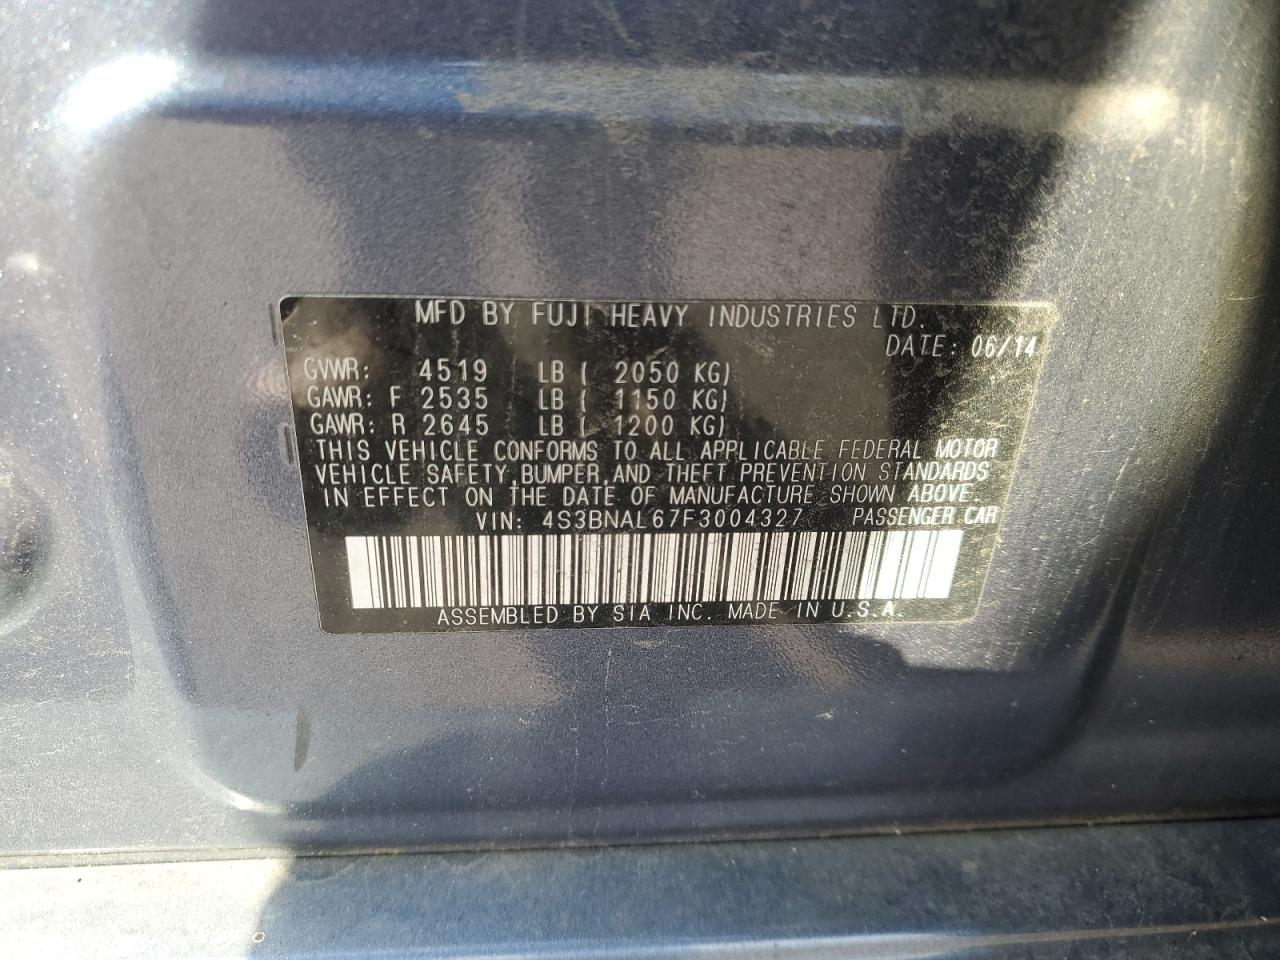 MFD BY FUJI HEAVY INDUSTRIES LTD.
DATE: 06/14
GVWR: 4519 LB ( 2050 KG)
GAWR: F 2535 LB ( 1150 KG)
GAWR: R 2645 LB ( 1200 KG)
THIS VEHICLE CONFORMS TO ALL APPLICABLE FEDERAL MOTOR
VEHICLE SAFETY, BUMPER, AND THEFT PREVENTION STANDARDS
IN EFFECT ON THE DATE OF MANUFACTURE SHOWN ABOVE.
VIN: 4S3BNAL67F3004327 PASSENGER CAR
ASSEMBLED BY SIA INC. MADE IN U.S.A.